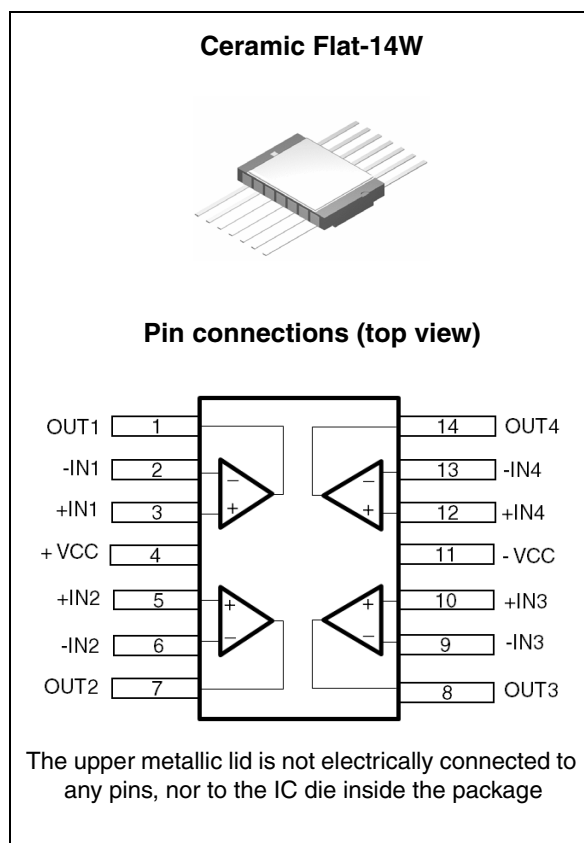 Ceramic Flat-14W
Pin connections (top view)
OUT1 1
-IN1 2
+IN1 3
+ VCC 4
+IN2 5
-IN2 6
OUT2 7
14 OUT4
13 -IN4
12 +IN4
11 - VCC
10 +IN3
9 -IN3
8 OUT3
− +
+ −
− +
+ −
The upper metallic lid is not electrically connected to
any pins, nor to the IC die inside the package